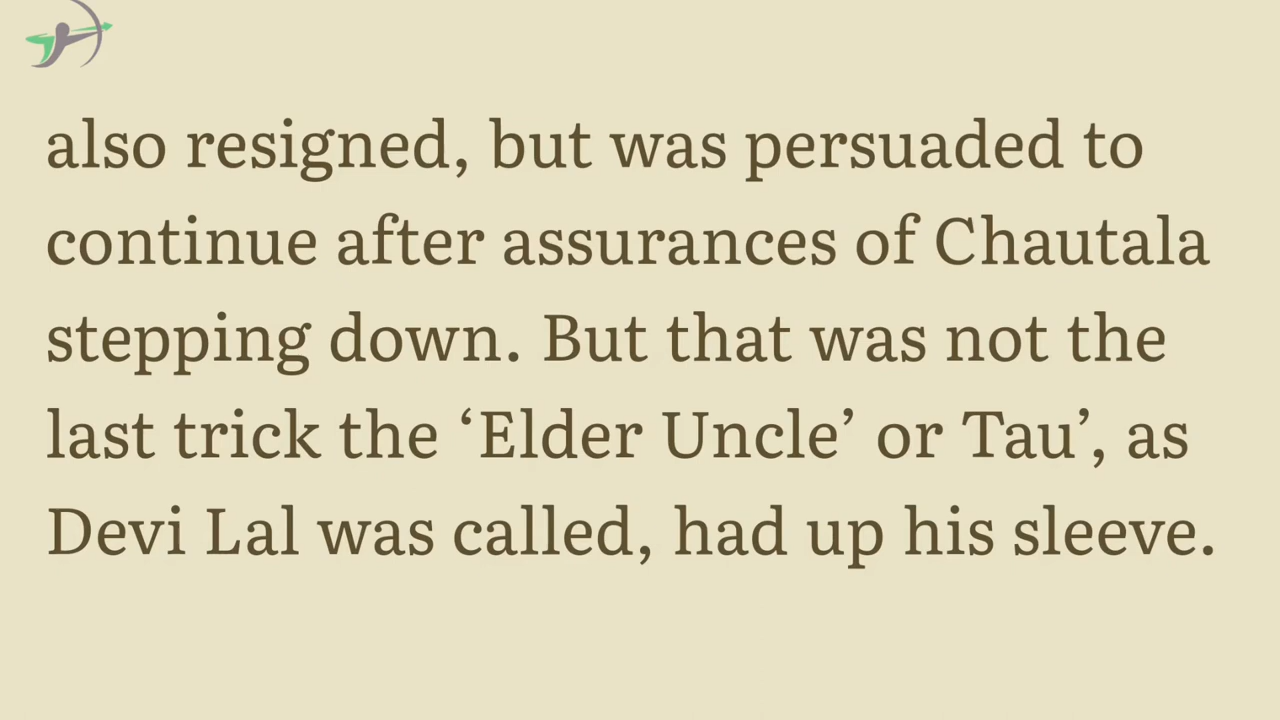 also resigned, but was persuaded to
continue after assurances of Chautala
stepping down. But that was not the
last trick the ‘Elder Uncle’ or Tau’, as
Devi Lal was called, had up his sleeve.